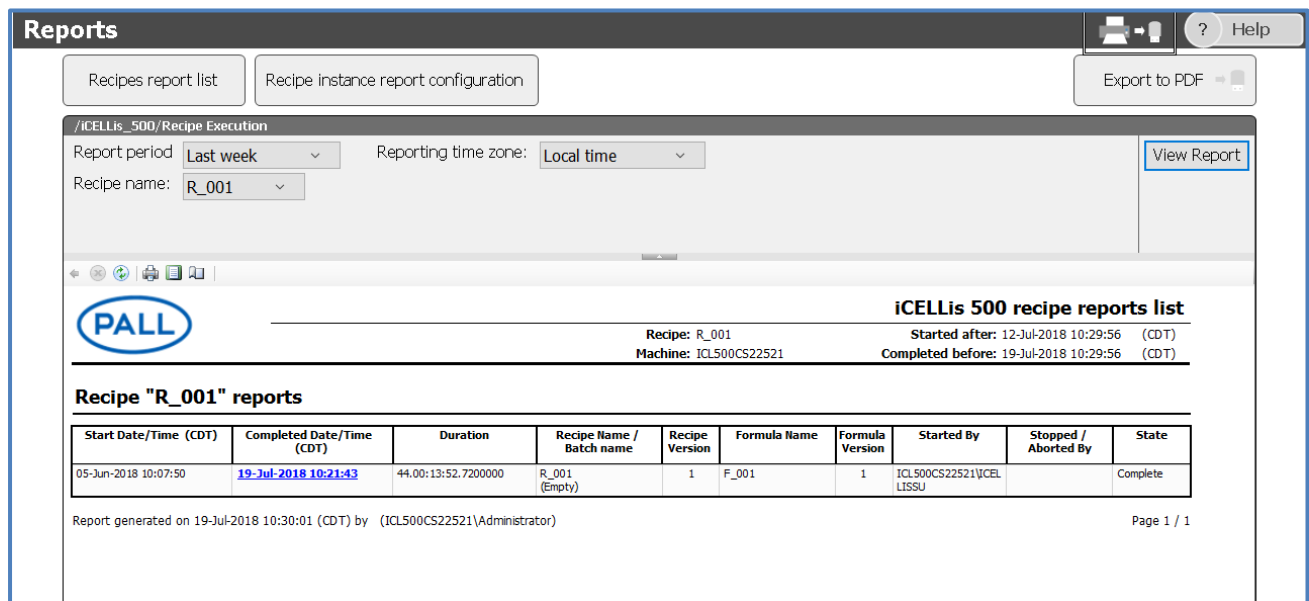 Reports
? Help
Recipes report list
Recipe instance report configuration
Export to PDF
/iCELLis_500/Recipe Execution
Report period Last week Reporting time zone: Local time View Report
Recipe name: R_001
PALL
iCELLis 500 recipe reports list
Recipe: R_001 Started after: 12-Jul-2018 10:29:56 (CDT)
Machine: ICL500CS22521 Completed before: 19-Jul-2018 10:29:56 (CDT)
Recipe "R_001" reports
Start Date/Time (CDT) Completed Date/Time (CDT) Duration Recipe Name / Batch name Recipe Version Formula Name Formula Version Started By Stopped / Aborted By State
05-Jun-2018 10:07:50 19-Jul-2018 10:21:43 44.00:13:52.7200000 R_001 (Empty) 1 F_001 1 ICL500CS22521\ICELLISSU Complete
Report generated on 19-Jul-2018 10:30:01 (CDT) by (ICL500CS22521\Administrator) Page 1 / 1